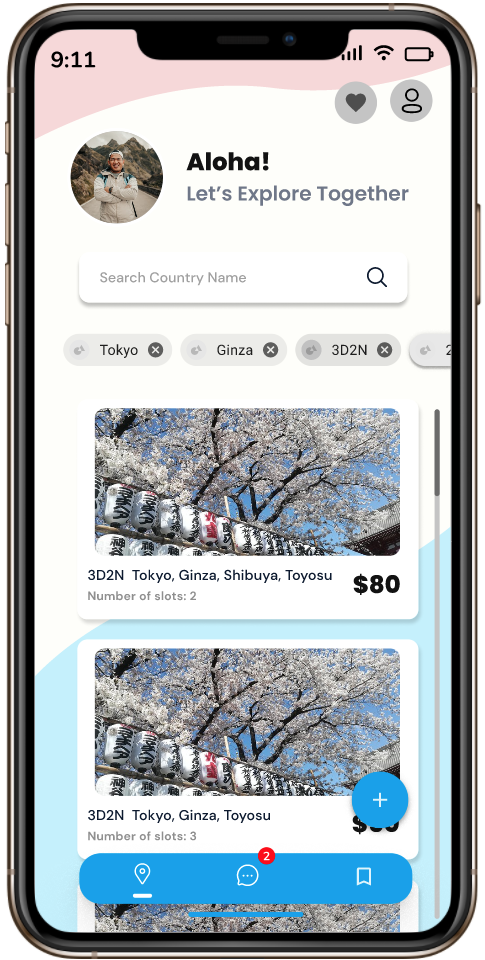 9:11
Aloha!
Let's Explore Together
Search Country Name
Tokyo
Ginza
3D2N
2
3D2N Tokyo, Ginza, Shibuya, Toyosu
Number of slots: 2
$80
3D2N Tokyo, Ginza, Toyosu
Number of slots: 3
2